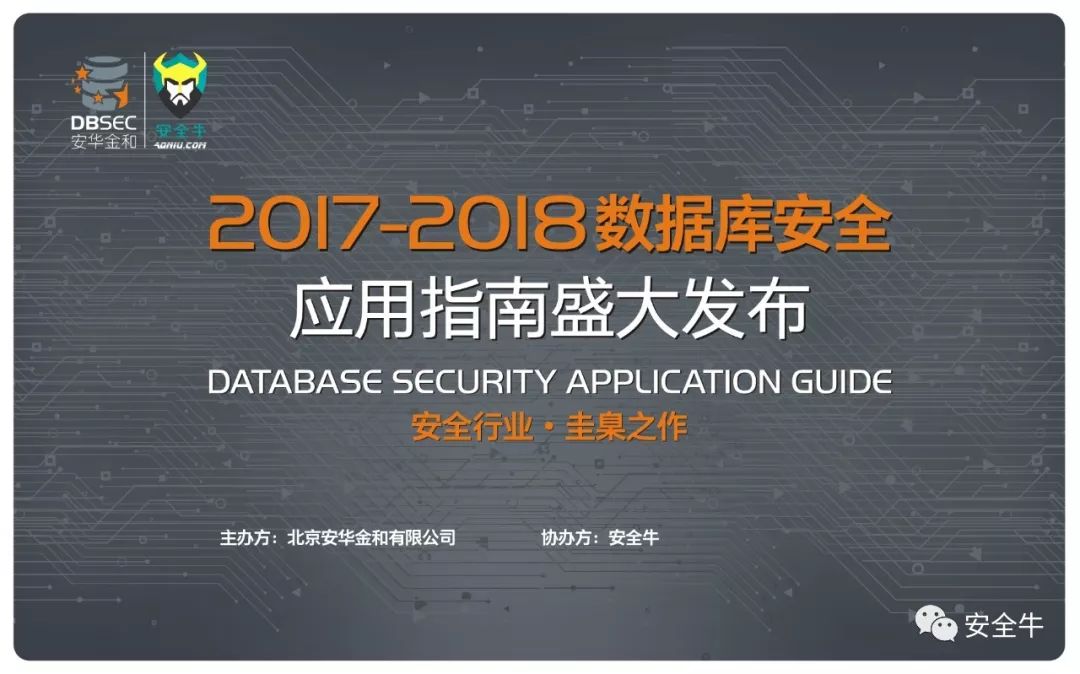 DBSEC
安华金和
安全牛
AQNIU.COM
2017-2018数据库安全
应用指南盛大发布
DATABASE SECURITY APPLICATION GUIDE
安全行业·圭臬之作
主办方：北京安华金和有限公司 协办方：安全牛
安全牛